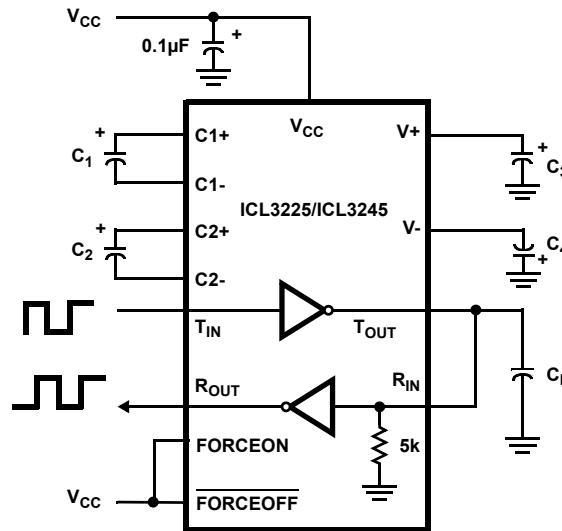 VCC
0.1µF +
VCC
V+
C1+
+
C1
C1-
+
C3
ICL3225/ICL3245
C2+
+
C2
C2-
V-
+
TIN
TOUT
ROUT
RIN
5k
FORCEON
VCC
FORCEOFF